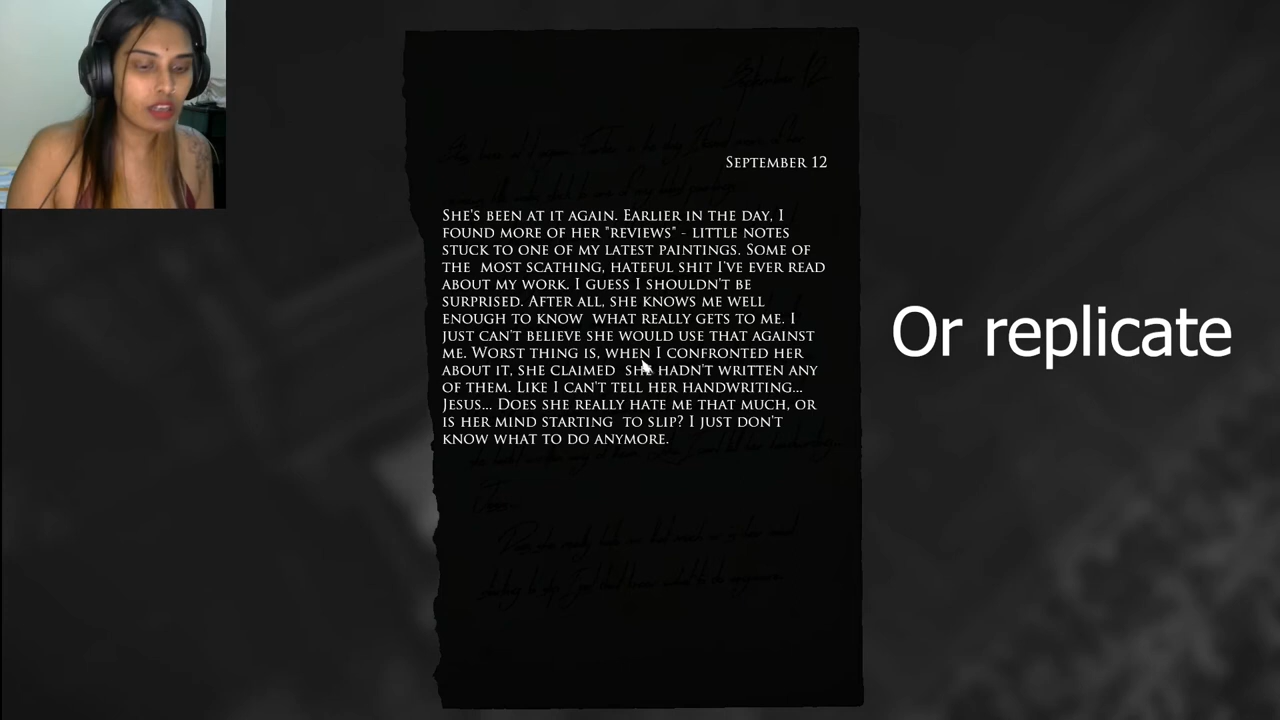 September 12
She's been at it again. Earlier in the day, I
found more of her "reviews" - little notes
stuck to one of my latest paintings. Some of
the most scathing, hateful shit I've ever read
about my work. I guess I shouldn't be
surprised. After all, she knows me well
enough to know what really gets to me. I
just can't believe she would use that against
me. Worst thing is, when I confronted her
about it, she claimed she hadn't written any
of them. Like I can't tell her handwriting...
Jesus... Does she really hate me that much, or
is her mind starting to slip? I just don't
know what to do anymore.
Or replicate